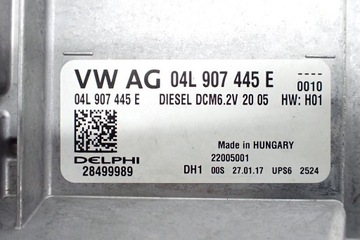 VW AG 04L 907 445 E 0010
04L 907 445 E DIESEL DCM6.2V 20 05 HW: H01
Made in HUNGARY
22005001
DELPHI
28499989 DH1 00S 27.01.17 UPS6 2524